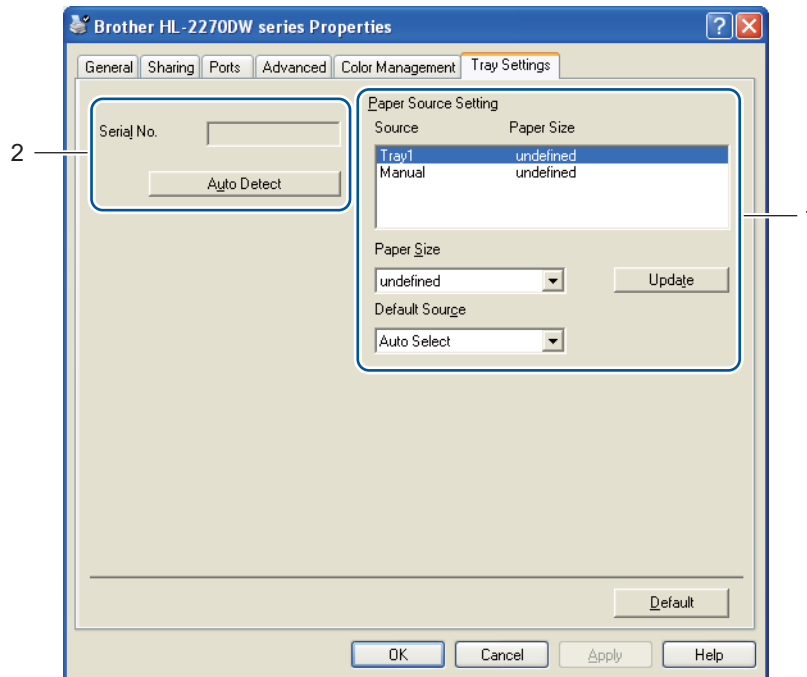 Brother HL-2270DW series Properties
General Sharing Ports Advanced Color Management Tray Settings
2
Serial No.
Auto Detect
Paper Source Setting
Source Paper Size
Tray1 undefined
Manual undefined
Paper Size
undefined
Update
Default Source
Auto Select
Default
OK Cancel Apply Help